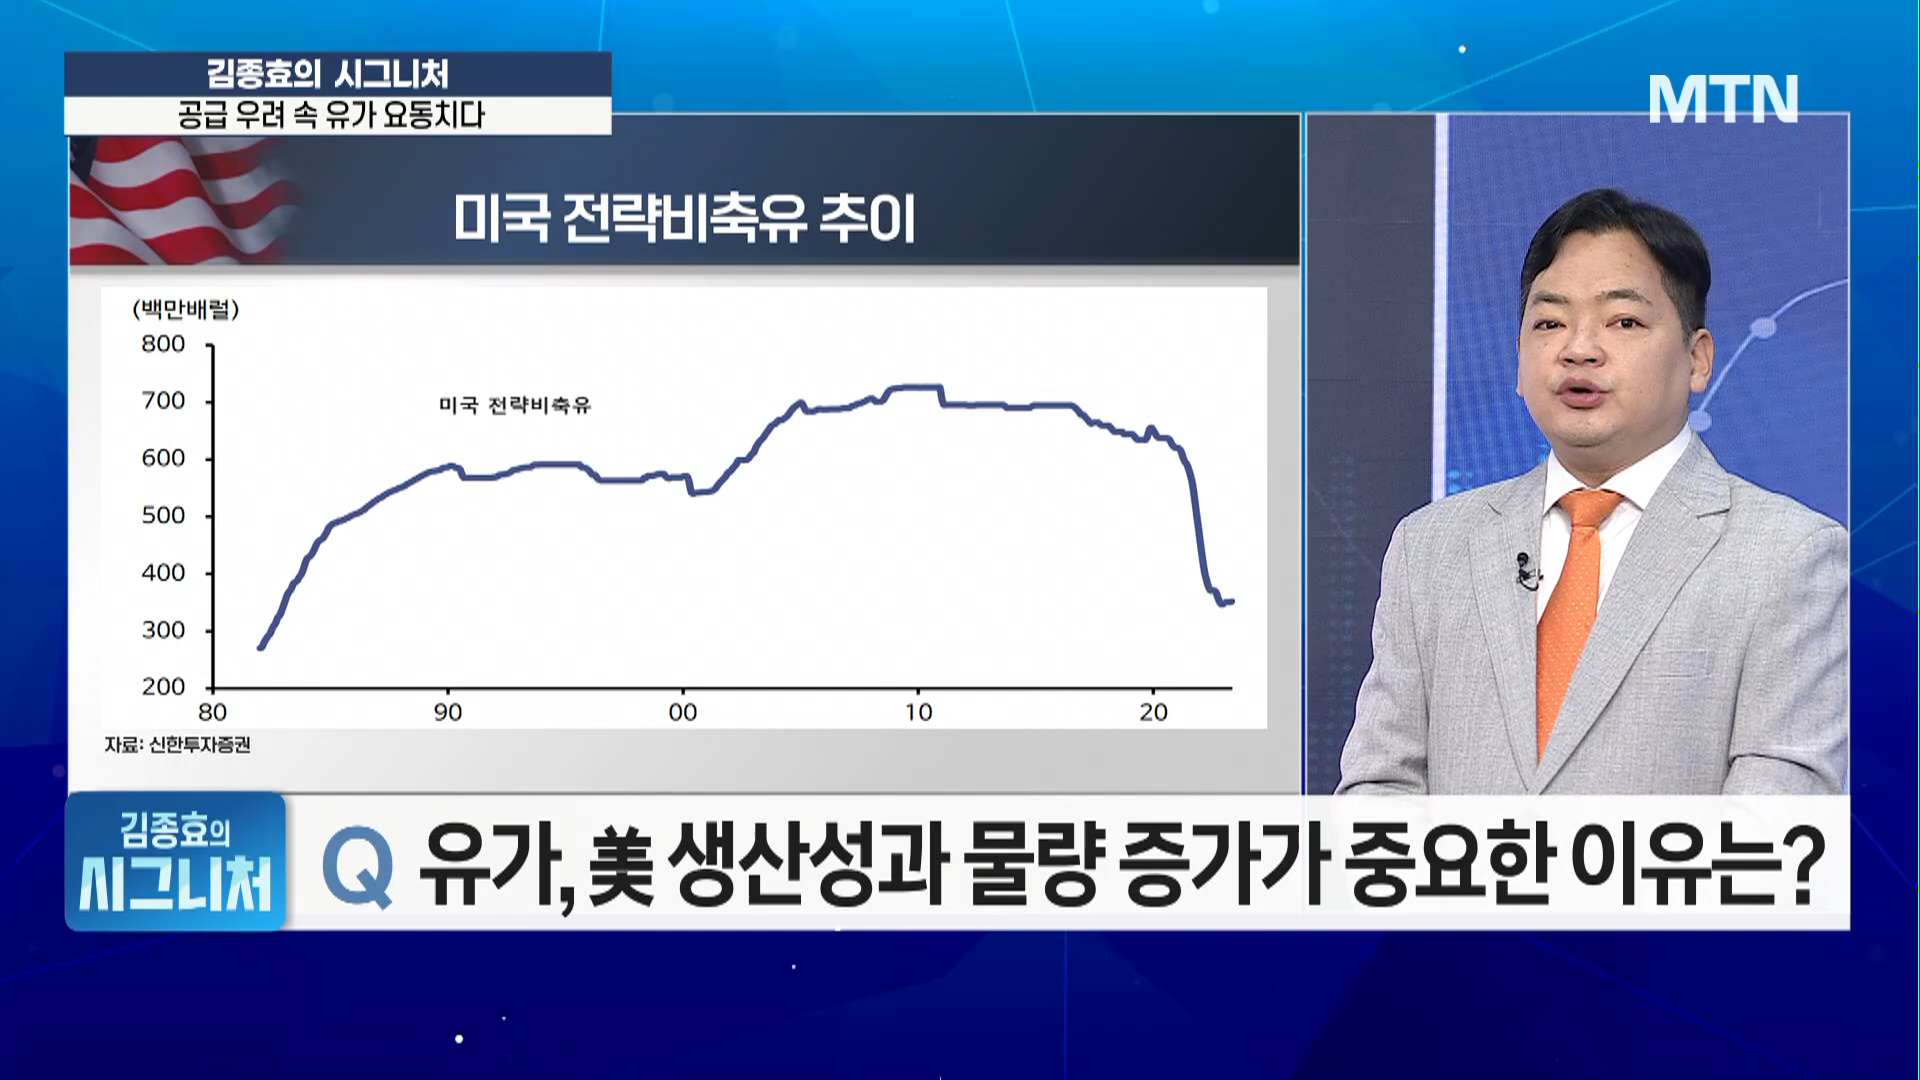 김종효의 시그니처
공급 우려 속 유가 요동치다
MTN
미국 전략비축유 추이
(백만배럴)
800
700
600
500
400
300
200
미국 전략비축유
80 90 00 10 20
자료: 신한투자증권
김종효의
시그니처
Q 유가, 美 생산성과 물량 증가가 중요한 이유는?